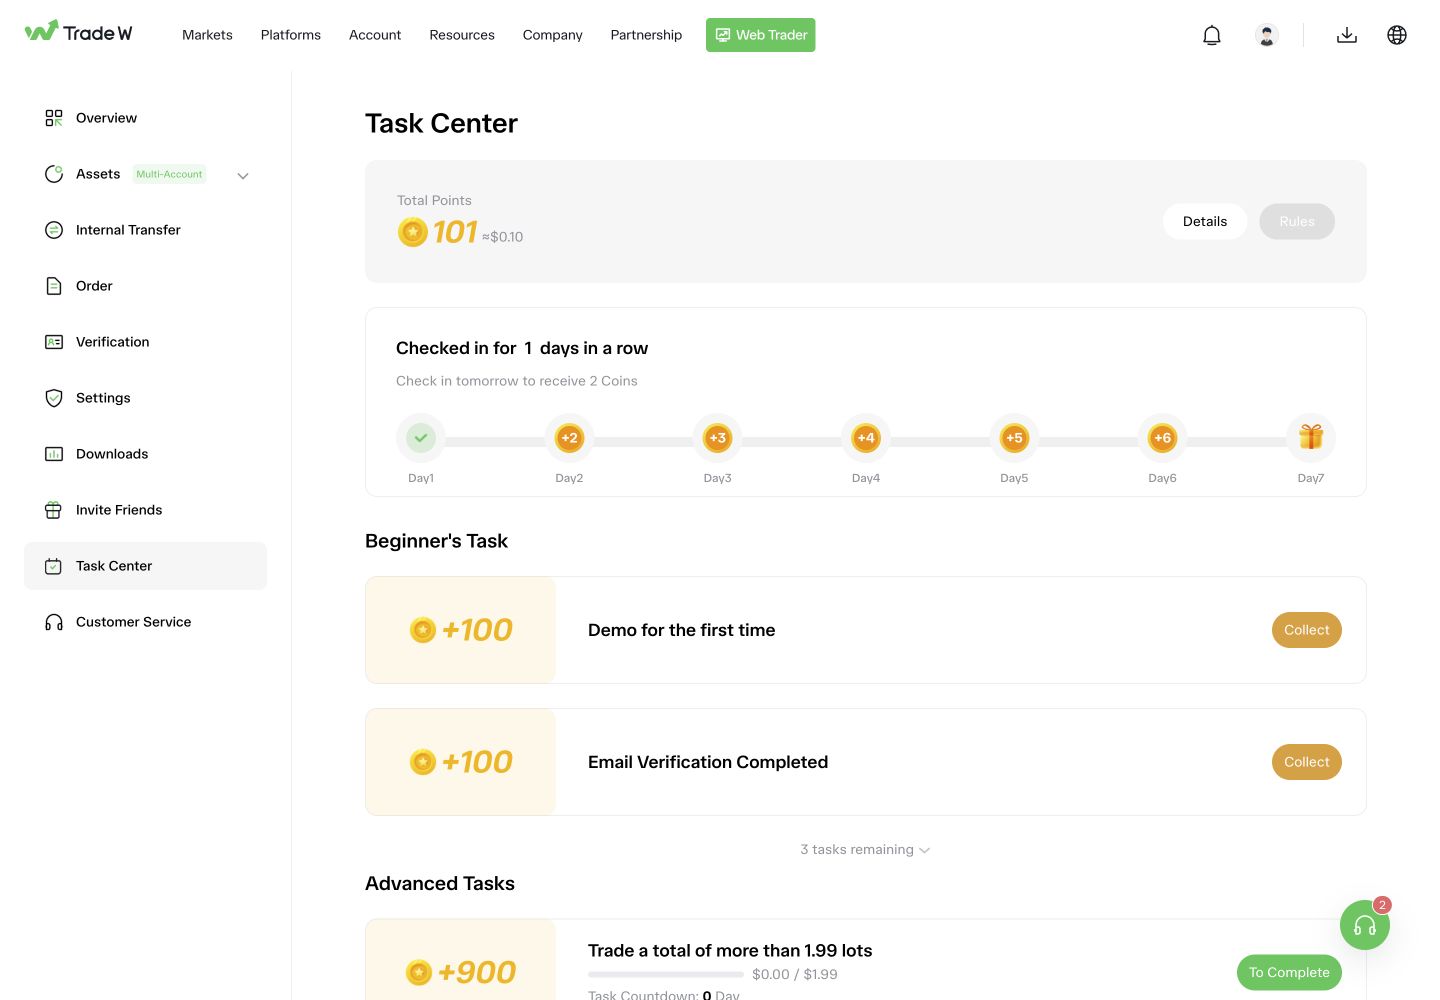 Trade W
Markets
Platforms
Account
Resources
Company
Partnership
Web Trader
Overview
Assets Multi-Account
Internal Transfer
Order
Verification
Settings
Downloads
Invite Friends
Task Center
Customer Service
Task Center
Total Points
101 ≈$0.10
Details
Rules
Checked in for 1 days in a row
Check in tomorrow to receive 2 Coins
+2
+3
+4
+5
+6
Day1
Day2
Day3
Day4
Day5
Day6
Day7
Beginner's Task
+100
Demo for the first time
Collect
+100
Email Verification Completed
Collect
3 tasks remaining
Advanced Tasks
+900
Trade a total of more than 1.99 lots
$0.00 / $1.99
Task Countdown: 0 Day
To Complete
2